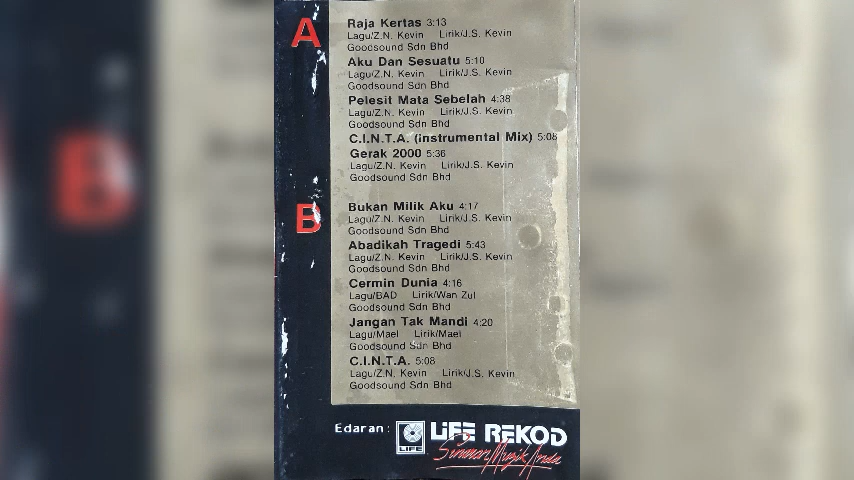 A
Raja Kertas 3:13
Lagu/Z.N. Kevin Lirik/J.S. Kevin
Goodsound Sdn Bhd
Aku Dan Sesuatu 5:10
Lagu/Z.N. Kevin Lirik/J.S. Kevin
Goodsound Sdn Bhd
Pelesit Mata Sebelah 4:38
Lagu/Z.N. Kevin Lirik/J.S. Kevin
Goodsound Sdn Bhd
C.I.N.T.A. (instrumental Mix) 5:08
Gerak 2000 5:36
Lagu/Z.N. Kevin Lirik/J.S. Kevin
Goodsound Sdn Bhd
B
Bukan Milik Aku 4:17
Lagu/Z.N. Kevin Lirik/J.S. Kevin
Goodsound Sdn Bhd
Abadikah Tragedi 5:43
Lagu/Z.N. Kevin Lirik/J.S. Kevin
Goodsound Sdn Bhd
Cermin Dunia 4:16
Lagu/BAD Lirik/Wan Zul
Goodsound Sdn Bhd
Jangan Tak Mandi 4:20
Lagu/Mael Lirik/Mael
Goodsound Sdn Bhd
C.I.N.T.A. 5:08
Lagu/Z.N. Kevin Lirik/J.S. Kevin
Goodsound Sdn Bhd
Edaran: LIFE LIFE REKOD
Sinaran Muzik Anda